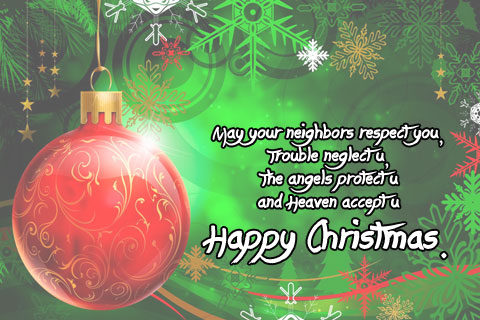 May your neighbors respect you,
Trouble neglect u,
The angels protect u
and Heaven accept u
Happy Christmas.